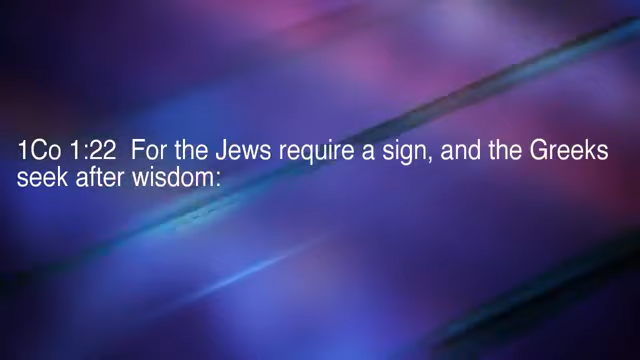 1Co 1:22  For the Jews require a sign, and the Greeks
seek after wisdom: